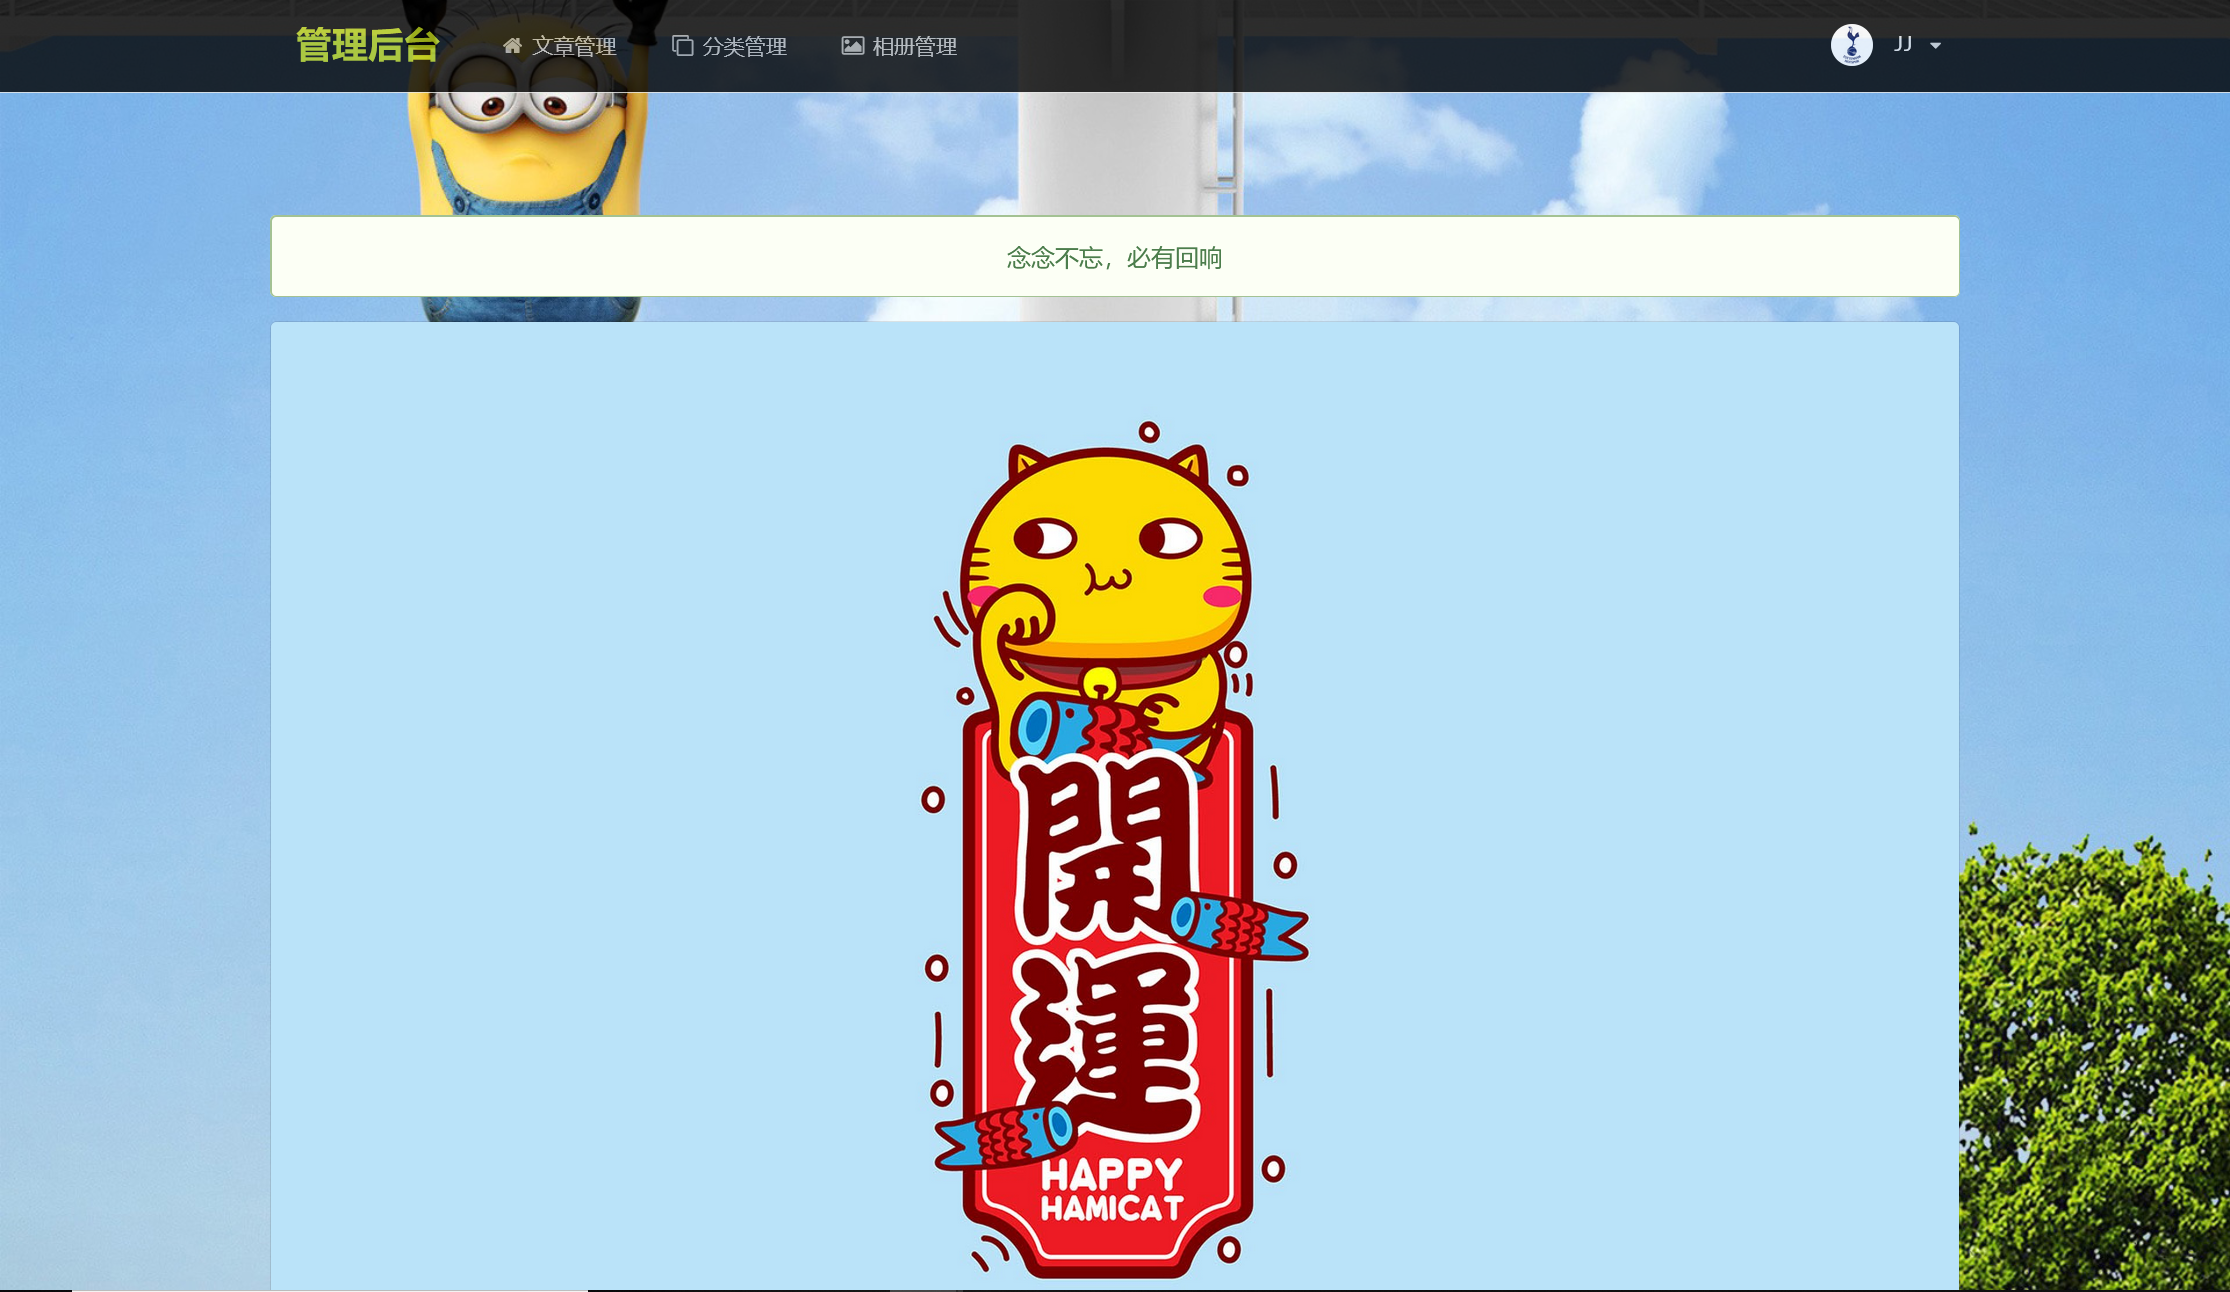 管理后台
文章管理
分类管理
相册管理
JJ
念念不忘，必有回响
開
運
HAPPY
HAMICAT